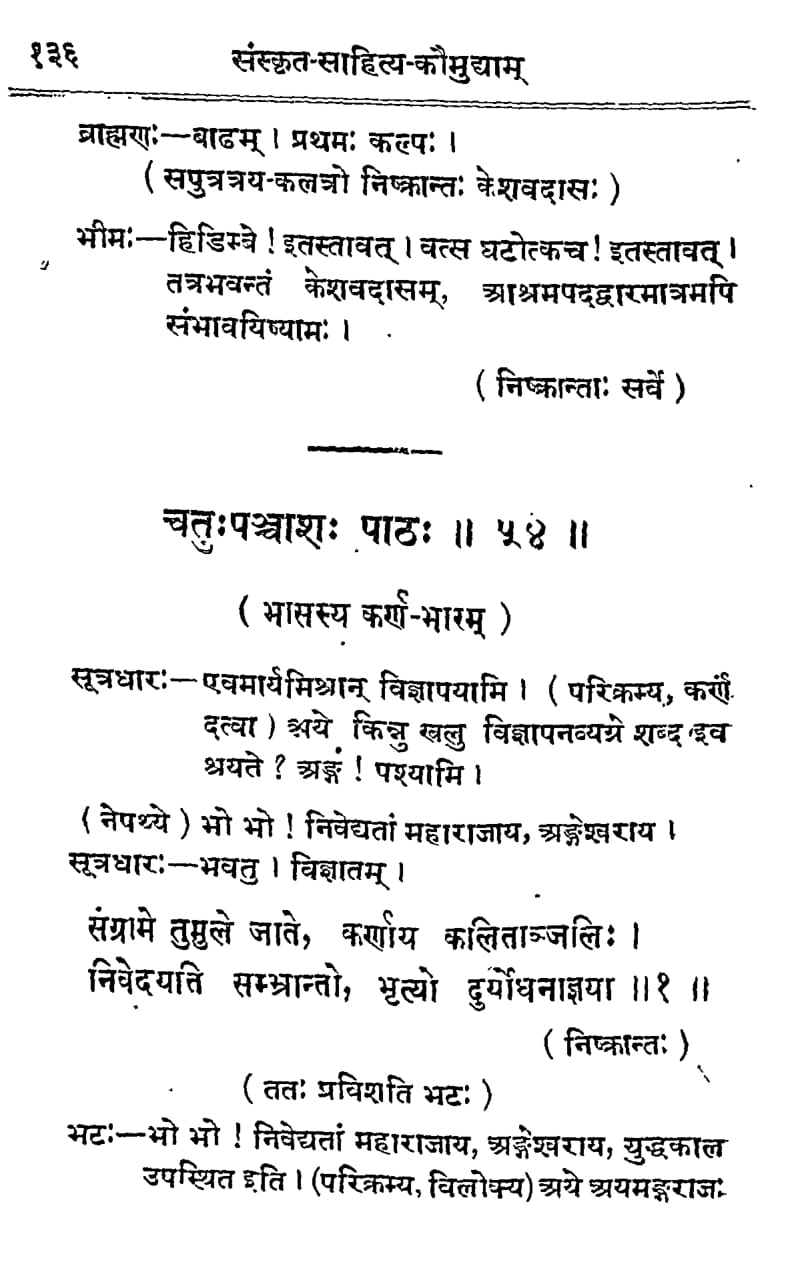 १३६ संस्कृत-साहित्य-कौमुद्याम्
ब्राह्मणः—बाढम् । प्रथमः कल्पः ।
( सपुत्रत्रय-कलत्रो निष्क्रान्तः केशवदासः )
भीमः—हिडिम्बे ! इतस्तावत् । वत्स घटोत्कच ! इतस्तावत् ।
तत्रभवन्तं केशवदासम्, आश्रमपदद्वारमात्रमपि
संभावयिष्यामः ।
( निष्क्रान्ताः सर्वे )
चतुःपञ्चाशः पाठः ॥ ५४ ॥
( भासस्य कर्ण-भारम् )
सूत्रधारः—एवमार्यमिश्रान् विज्ञापयामि । ( परिक्रम्य, कर्णं
दत्वा ) अये किन्नु खलु विज्ञापनव्यग्रे शब्द इव
श्रयते ? अङ्गं ! पश्यामि ।
( नेपथ्ये ) भो भो ! निवेद्यतां महाराजाय, अङ्गेश्वराय ।
सूत्रधारः—भवतु । विज्ञातम् ।
संग्रामे तुमुले जाते, कर्णाय कलिताञ्जलिः ।
निवेदयति सम्भ्रान्तो, भृत्यो दुर्योधनाज्ञया ॥१ ॥
( निष्क्रान्तः )
( ततः प्रविशति भटः )
भटः—भो भो ! निवेद्यतां महाराजाय, अङ्गेश्वराय, युद्धकाल
उपस्थित इति । (परिक्रम्य, विलोक्य) अये अयमङ्गराजः